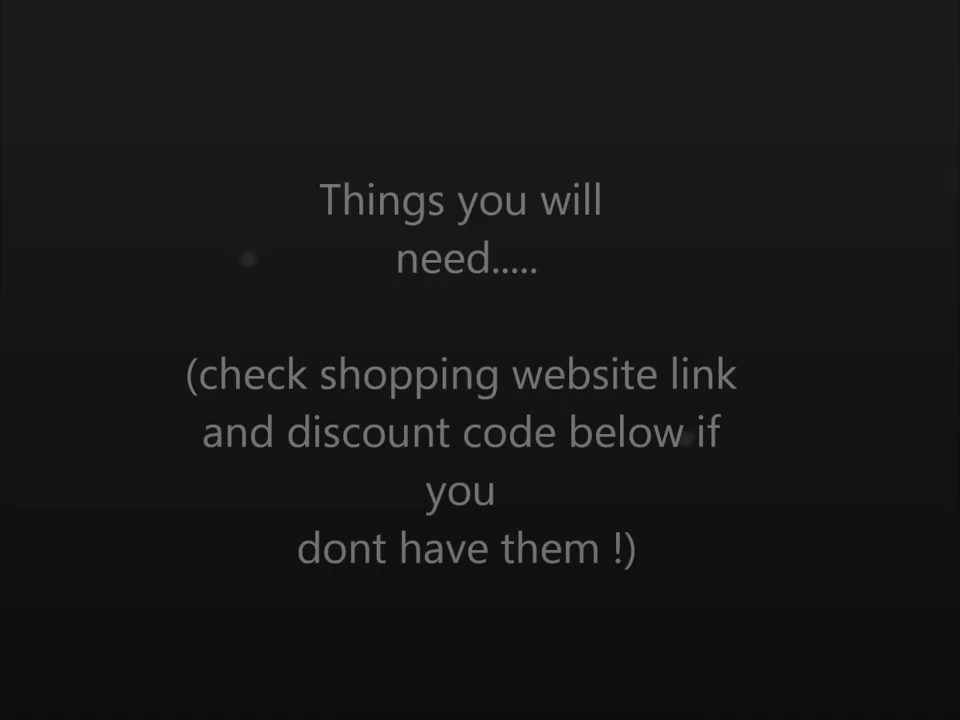 Things you will
need.....
(check shopping website link
and discount code below if
you
dont have them !)